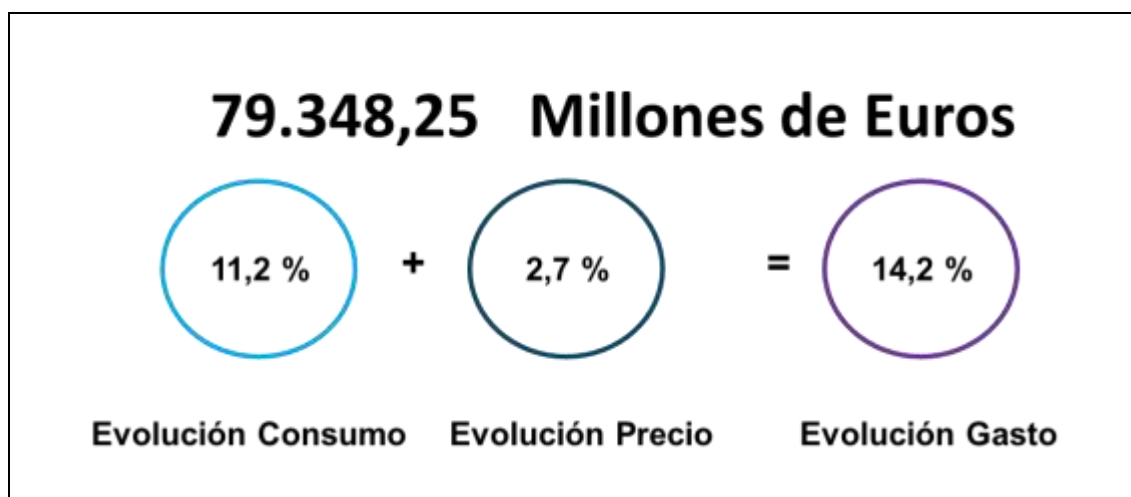 79.348,25 Millones de Euros
11,2 % + 2,7 % = 14,2 %
Evolución Consumo Evolución Precio Evolución Gasto